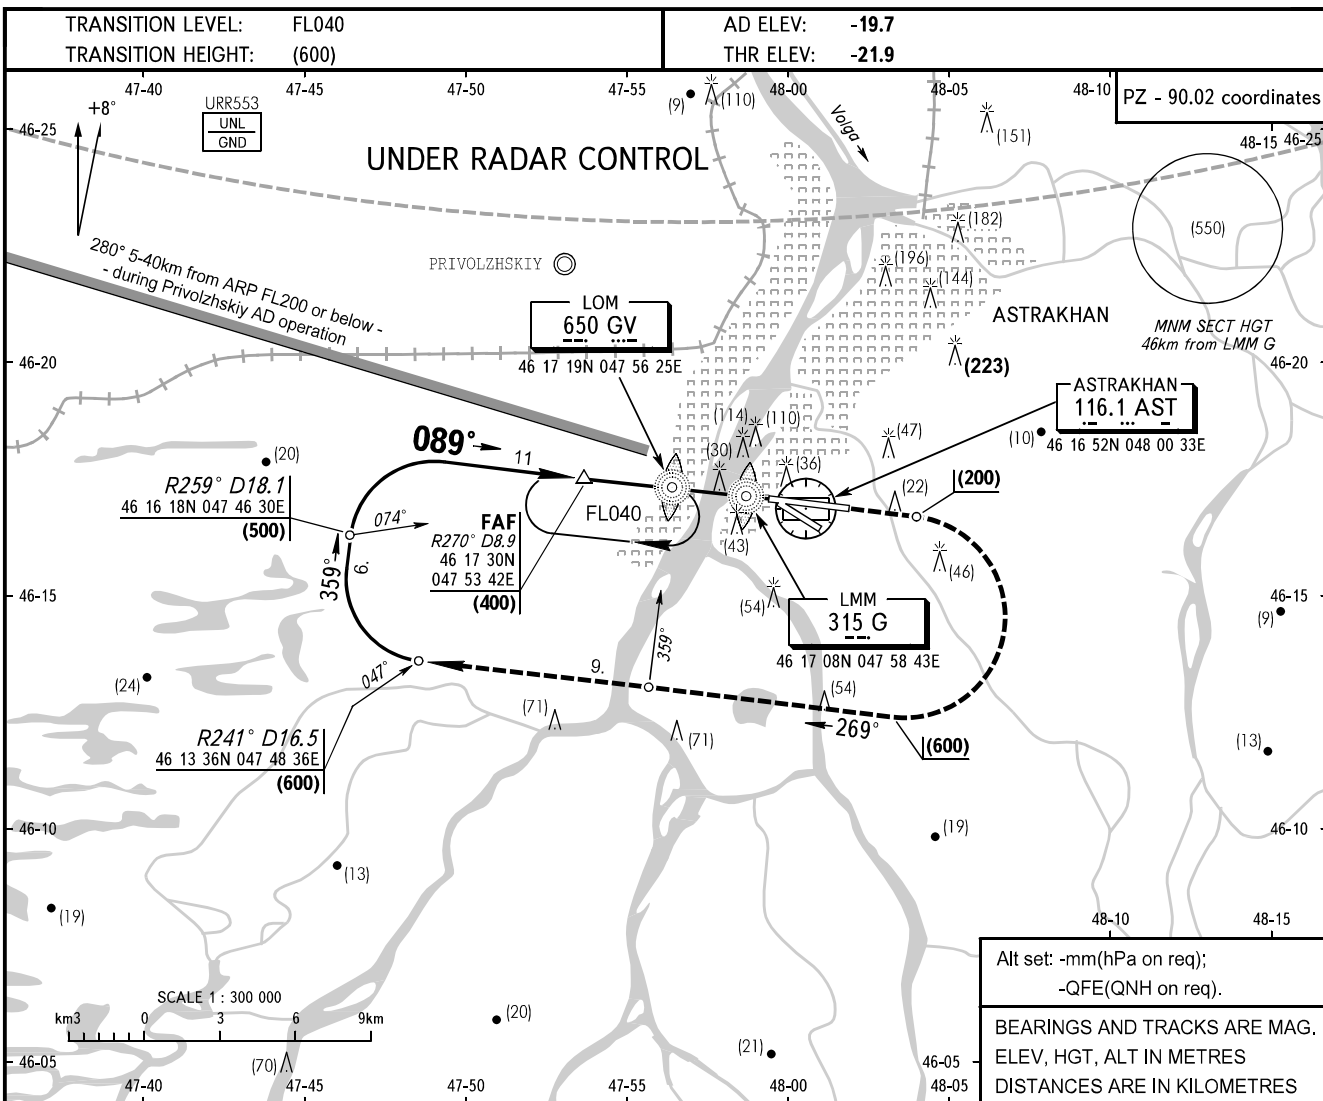 TRANSITION LEVEL: FL040
TRANSITION HEIGHT: (600)
AD ELEV: -19.7
THR ELEV: -21.9
47-40
47-45
47-50
47-55
48-00
48-05
48-10
PZ - 90.02 coordinates
48-15
46-25
46-25
+8°
URR553
UNL
GND
UNDER RADAR CONTROL
(9)
(110)
Volga
(151)
(182)
(550)
MNM SECT HGT
46km from LMM G
280° 5-40km from ARP FL200 or below -
- during Privolzhskiy AD operation
PRIVOLZHSKIY
(196)
(144)
ASTRAKHAN
(223)
LOM
650 GV
46 17 19N 047 56 25E
46-20
46-20
ASTRAKHAN
116.1 AST
46 16 52N 048 00 33E
(10)
(114)
(110)
(30)
(36)
(47)
(22)
(200)
(43)
(46)
(54)
089°
11
(20)
R259° D18.1
46 16 18N 047 46 30E
(500)
074°
359°
6.
FL040
FAF
R270° D8.9
46 17 30N
047 53 42E
(400)
46-15
46-15
(9)
LMM
315 G
46 17 08N 047 58 43E
359°
9.
047°
(24)
R241° D16.5
46 13 36N 047 48 36E
(600)
(71)
(71)
(54)
269°
(600)
(13)
46-10
46-10
(19)
(13)
(19)
48-10
48-15
Alt set: -mm(hPa on req);
-QFE(QNH on req).
BEARINGS AND TRACKS ARE MAG.
ELEV, HGT, ALT IN METRES
DISTANCES ARE IN KILOMETRES
SCALE 1 : 300 000
km3 0 3 6 9km
(20)
(21)
(70)
46-05
46-05
47-40
47-45
47-50
47-55
48-00
48-05